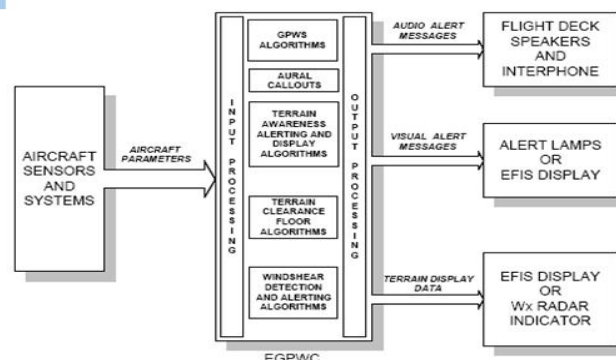 AIRCRAFT
SENSORS
AND
SYSTEMS
AIRCRAFT
PARAMETERS
INPUT PROCESSING
GPWS
ALGORITHMS
AURAL
CALLOUTS
TERRAIN
AWARENESS
ALERTING AND
DISPLAY
ALGORITHMS
TERRAIN
CLEARANCE
FLOOR
ALGORITHMS
WINDSHEAR
DETECTION
AND ALERTING
ALGORITHMS
OUTPUT PROCESSING
EGPWC
AUDIO ALERT
MESSAGES
FLIGHT DECK
SPEAKERS
AND
INTERPHONE
VISUAL ALERT
MESSAGES
ALERT LAMPS
OR
EFIS DISPLAY
TERRAIN DISPLAY
DATA
EFIS DISPLAY
OR
Wx RADAR
INDICATOR